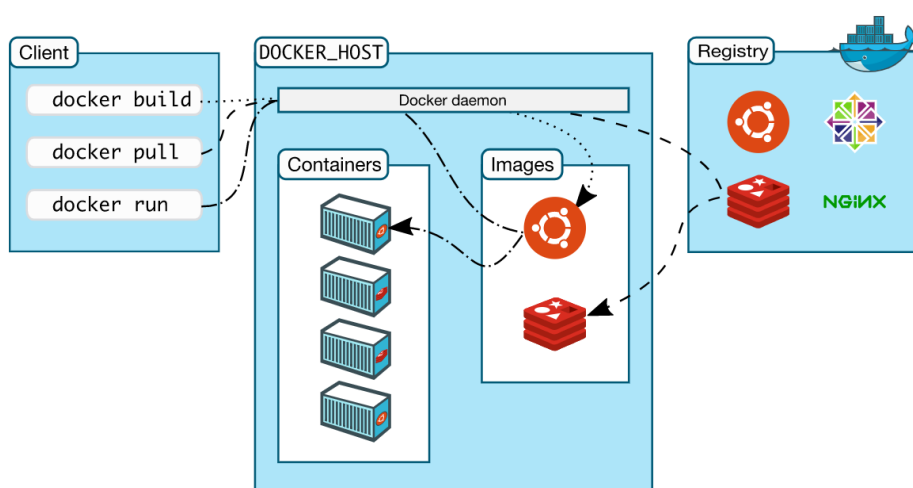 Client
docker build
docker pull
docker run
DOCKER_HOST
Docker daemon
Containers
Images
Registry
NGiNX